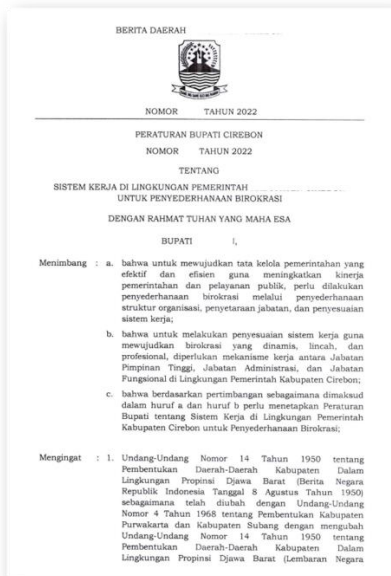 BERITA DAERAH
NOMOR TAHUN 2022
PERATURAN BUPATI CIREBON
NOMOR TAHUN 2022
TENTANG
SISTEM KERJA DI LINGKUNGAN PEMERINTAH
UNTUK PENYEDERHANAAN BIROKRASI
DENGAN RAHMAT TUHAN YANG MAHA ESA
BUPATI
Menimbang : a. bahwa untuk mewujudkan tata kelola pemerintahan yang
efektif dan efisien guna meningkatkan kinerja
pemerintahan dan pelayanan publik, perlu dilakukan
penyederhanaan birokrasi melalui penyederhanaan
struktur organisasi, penyetaraan jabatan, dan penyesuaian
sistem kerja;
b. bahwa untuk melakukan penyesuaian sistem kerja guna
mewujudkan birokrasi yang dinamis, lincah, dan
profesional, diperlukan mekanisme kerja antara Jabatan
Pimpinan Tinggi, Jabatan Administrasi, dan Jabatan
Fungsional di Lingkungan Pemerintah Kabupaten Cirebon;
c. bahwa berdasarkan pertimbangan sebagaimana dimaksud
dalam huruf a dan huruf b perlu menetapkan Peraturan
Bupati tentang Sistem Kerja di Lingkungan Pemerintah
Kabupaten Cirebon untuk Penyederhanaan Birokrasi;
Mengingat : 1. Undang-Undang Nomor 14 Tahun 1950 tentang
Pembentukan Daerah-Daerah Kabupaten Dalam
Lingkungan Propinsi Djawa Barat (Berita Negara
Republik Indonesia Tanggal 8 Agustus Tahun 1950)
sebagaimana telah diubah dengan Undang-Undang
Nomor 4 Tahun 1968 tentang Pembentukan Kabupaten
Purwakarta dan Kabupaten Subang dengan mengubah
Undang-Undang Nomor 14 Tahun 1950 tentang
Pembentukan Daerah-Daerah Kabupaten Dalam
Lingkungan Propinsi Djawa Barat (Lembaran Negara